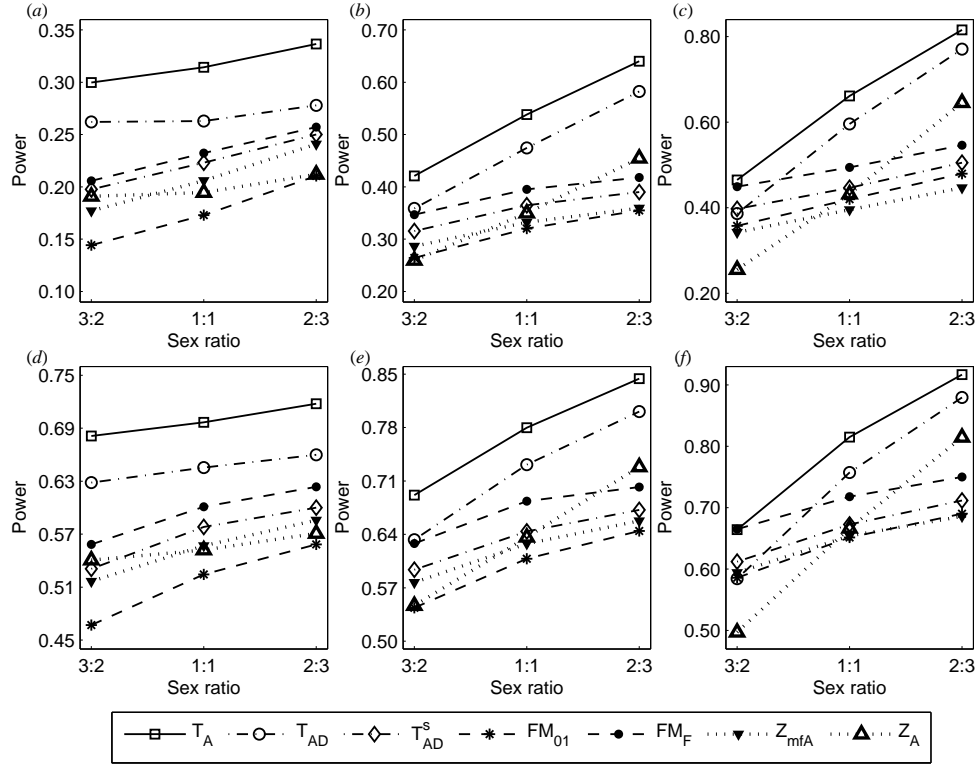 (a) (b) (c)
0.35 0.70
0.30 0.60 0.80
0.25 0.50 0.60
0.20 0.40
0.15 0.30 0.40
0.10 0.20 0.20
Power Power Power
3:2 1:1 2:3 3:2 1:1 2:3 3:2 1:1 2:3
Sex ratio Sex ratio Sex ratio
(d) (e) (f)
0.75 0.85 0.90
0.69 0.78 0.80
0.63 0.71 0.70
0.57 0.64 0.60
0.51 0.57 0.50
0.45 0.50
Power Power Power
3:2 1:1 2:3 3:2 1:1 2:3 3:2 1:1 2:3
Sex ratio Sex ratio Sex ratio
T_A T_AD T^s_AD FM_01 FM_F Z_mfA Z_A